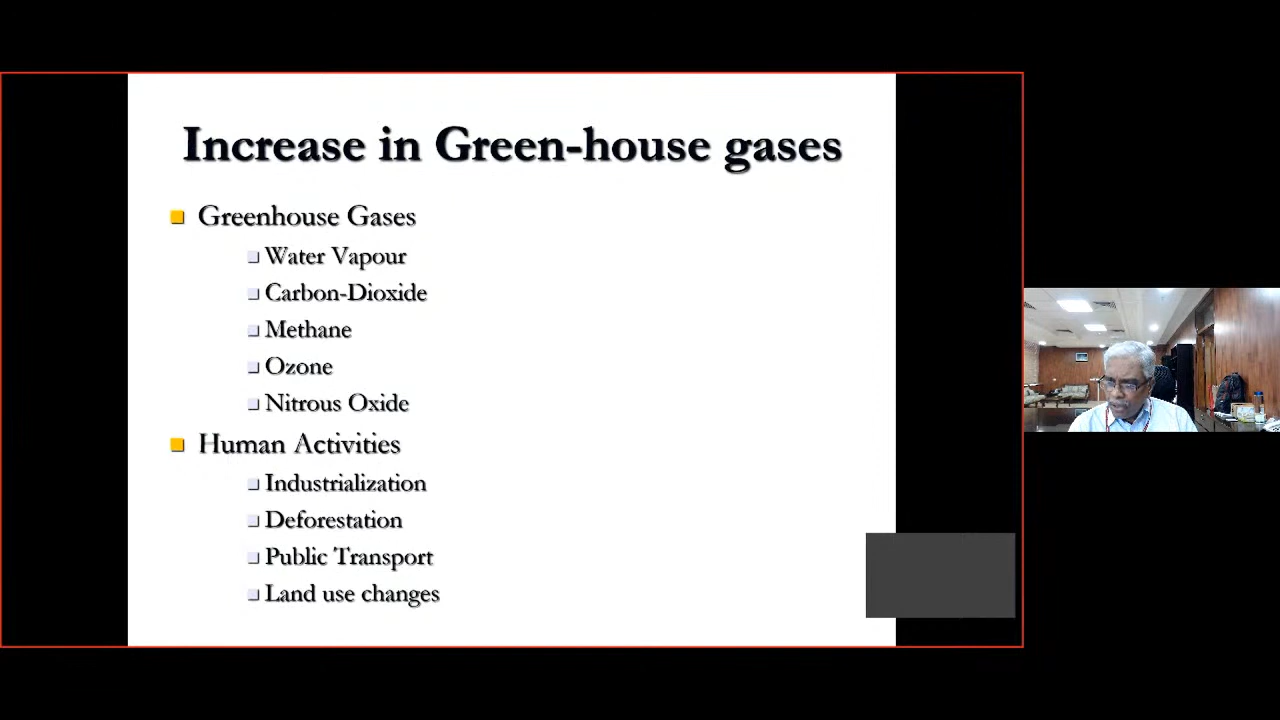 Increase in Green-house gases
Greenhouse Gases
Water Vapour
Carbon-Dioxide
Methane
Ozone
Nitrous Oxide
Human Activities
Industrialization
Deforestation
Public Transport
Land use changes